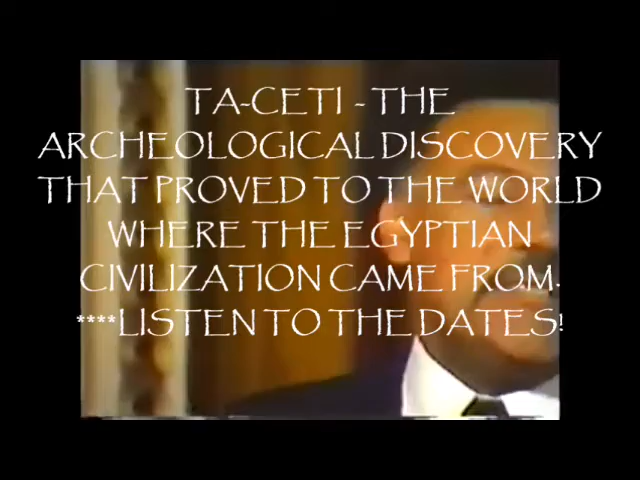 TA-CETI - THE
ARCHEOLOGICAL DISCOVERY
THAT PROVED TO THE WORLD
WHERE THE EGYPTIAN
CIVILIZATION CAME FROM.
****LISTEN TO THE DATES!